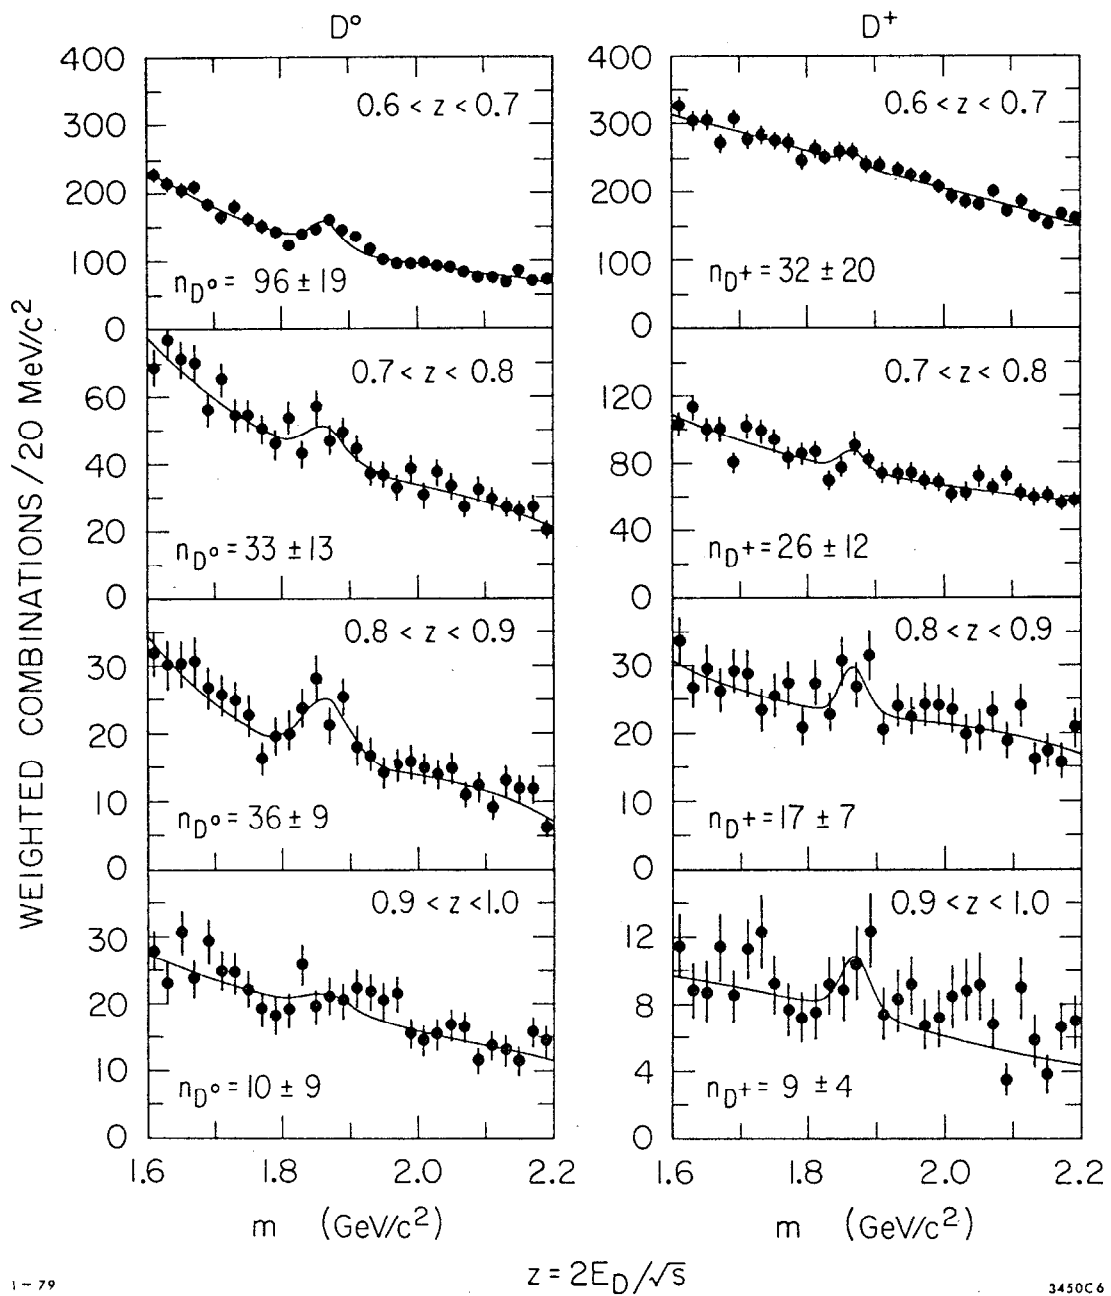 D⁰
D⁺
WEIGHTED COMBINATIONS / 20 MeV/c²
400
300
200
100
0
0.6 < z < 0.7
n_D⁰ = 96 ± 19
400
300
200
100
0
0.6 < z < 0.7
n_D+ = 32 ± 20
60
40
20
0
0.7 < z < 0.8
n_D⁰ = 33 ± 13
120
80
40
0
0.7 < z < 0.8
n_D+ = 26 ± 12
30
20
10
0
0.8 < z < 0.9
n_D⁰ = 36 ± 9
30
20
10
0
0.8 < z < 0.9
n_D+ = 17 ± 7
30
20
10
0
0.9 < z < 1.0
n_D⁰ = 10 ± 9
12
8
4
0
0.9 < z < 1.0
n_D+ = 9 ± 4
1.6 1.8 2.0 2.2
1.6 1.8 2.0 2.2
m (GeV/c²)
m (GeV/c²)
z = 2E_D/√s
1 – 79
3450C6